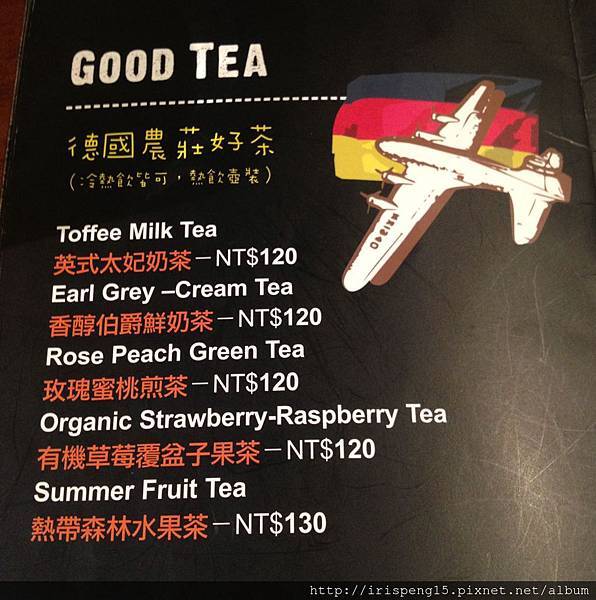 GOOD TEA
德國農莊好茶
(冷熱飲皆可，熱飲壺裝)
Toffee Milk Tea
英式太妃奶茶－NT$120
Earl Grey –Cream Tea
香醇伯爵鮮奶茶－NT$120
Rose Peach Green Tea
玫瑰蜜桃煎茶－NT$120
Organic Strawberry-Raspberry Tea
有機草莓覆盆子果茶－NT$120
Summer Fruit Tea
熱帶森林水果茶－NT$130
http://irispeng15.pixnet.net/album